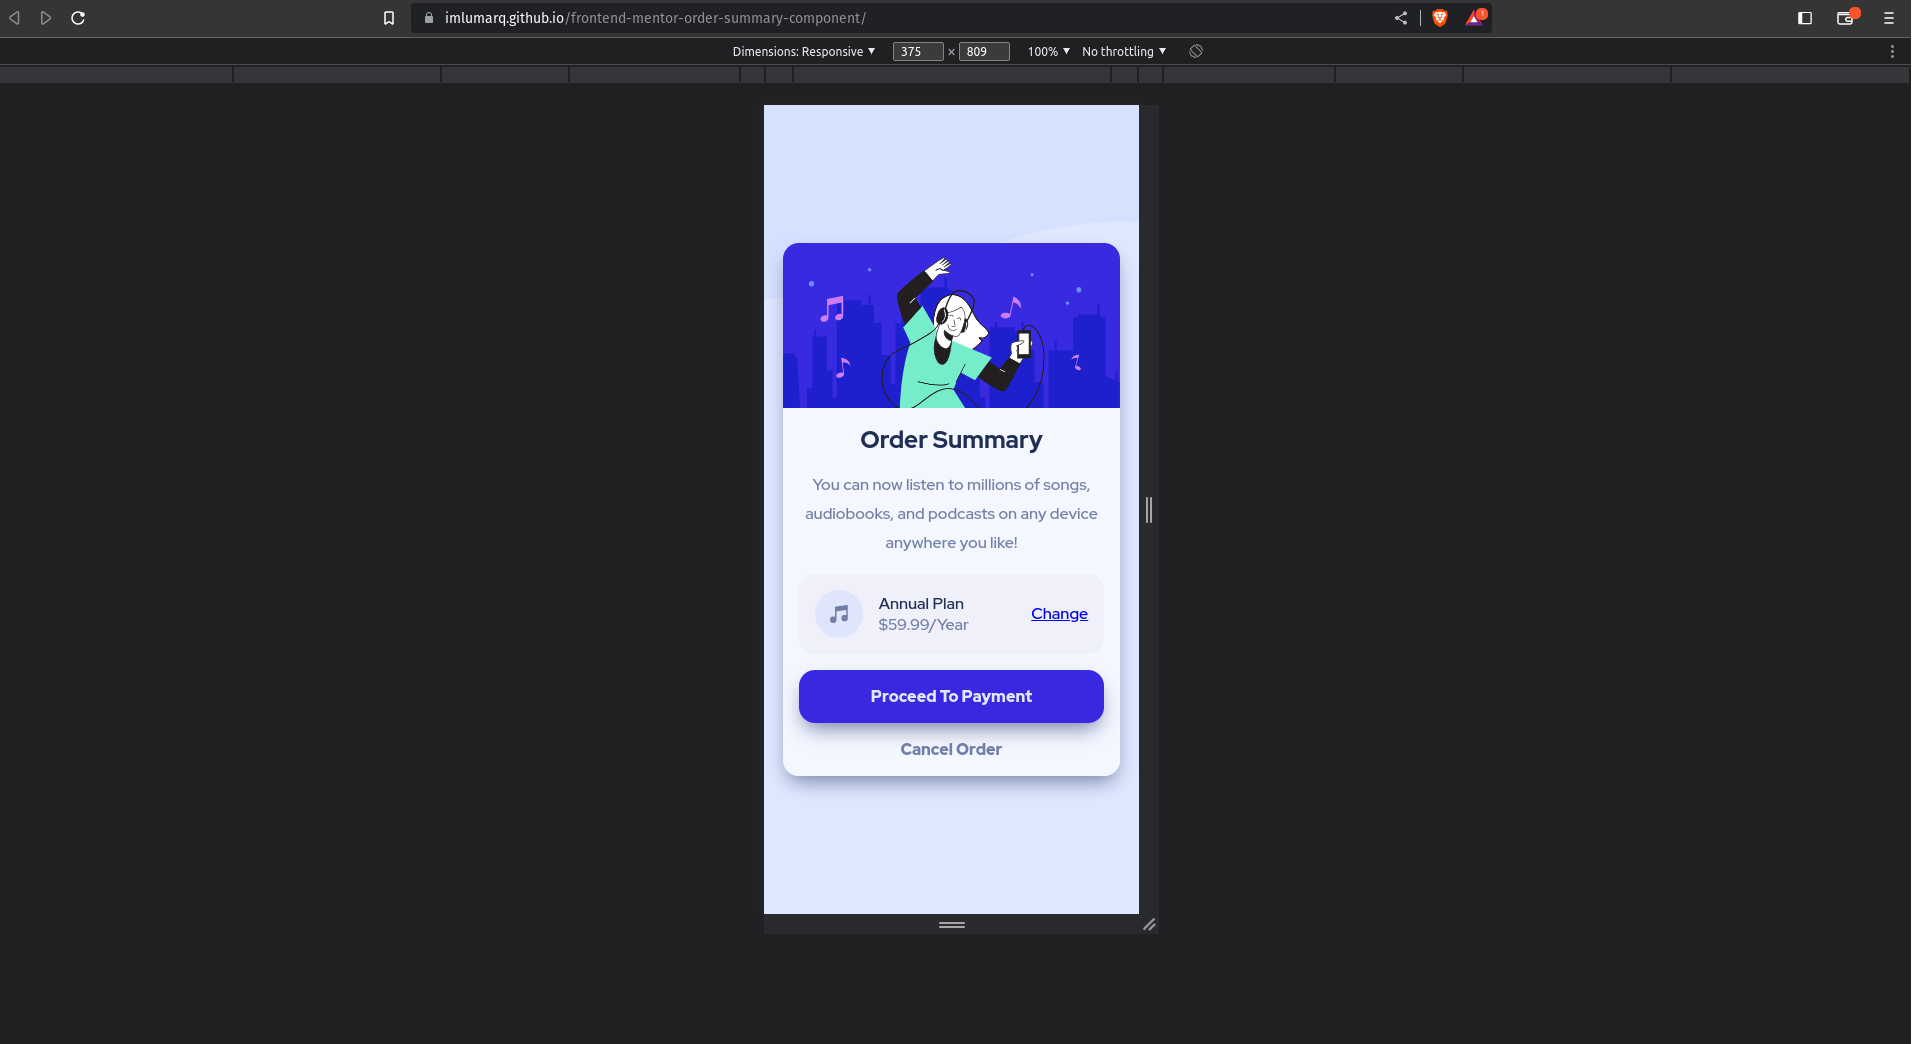 imlumarq.github.io/frontend-mentor-order-summary-component/
1
Dimensions: Responsive 375 × 809 100% No throttling
Order Summary
You can now listen to millions of songs,
audiobooks, and podcasts on any device
anywhere you like!
Annual Plan
$59.99/Year
Change
Proceed To Payment
Cancel Order